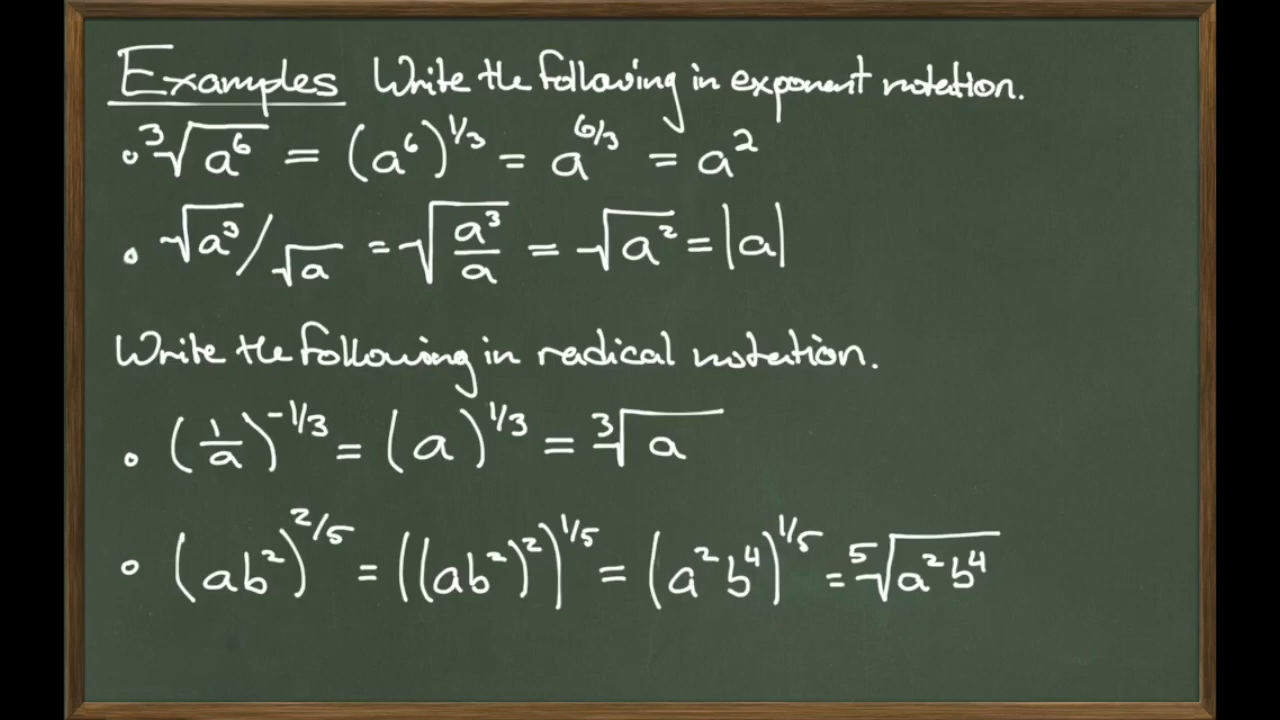 Examples Write the following in exponent notation.
• ∛(a⁶) = (a⁶)^(1/3) = a^(6/3) = a²
• √(a³)/√a = √(a³/a) = √(a²) = |a|
Write the following in radical notation.
• (1/a)^(-1/3) = (a)^(1/3) = ∛a
• (ab²)^(2/5) = ((ab²)²)^(1/5) = (a²b⁴)^(1/5) = ⁵√(a²b⁴)